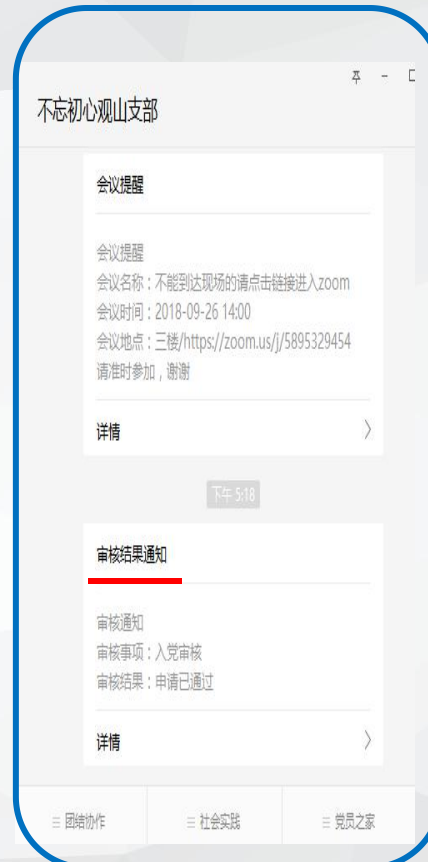 不忘初心观山支部
会议提醒
会议提醒
会议名称：不能到达现场的请点击链接进入zoom
会议时间：2018-09-26 14:00
会议地点：三楼/https://zoom.us/j/5895329454
请准时参加，谢谢
详情
下午 5:18
审核结果通知
审核通知
审核事项：入党审核
审核结果：申请已通过
详情
团结协作
社会实践
党员之家